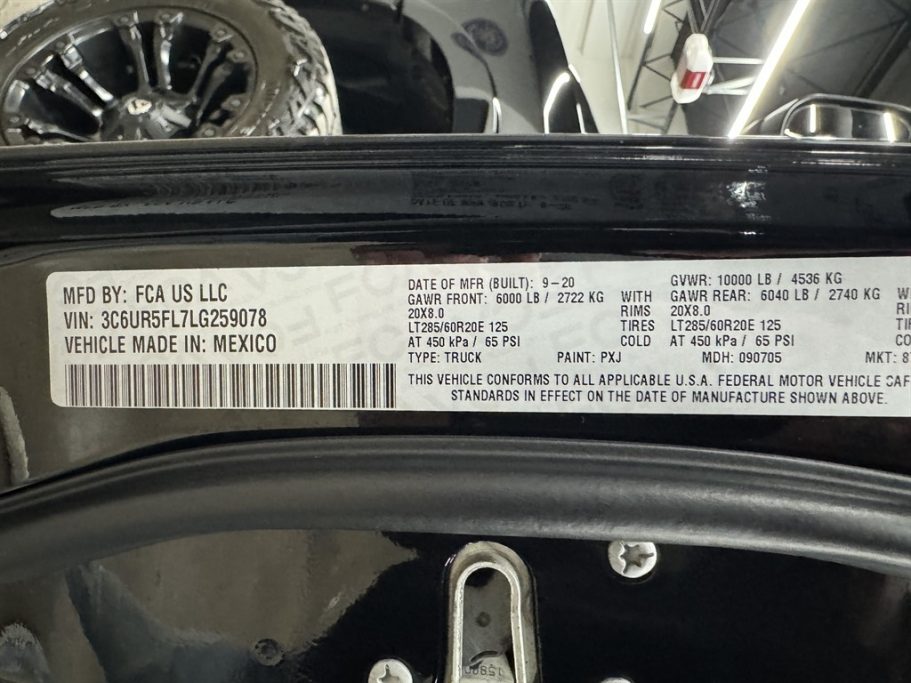 MFD BY: FCA US LLC
VIN: 3C6UR5FL7LG259078
VEHICLE MADE IN: MEXICO
DATE OF MFR (BUILT): 9-20
GVWR: 10000 LB / 4536 KG
GAWR FRONT: 6000 LB / 2722 KG WITH GAWR REAR: 6040 LB / 2740 KG
20X8.0 RIMS 20X8.0
LT285/60R20E 125 TIRES LT285/60R20E 125
AT 450 kPa / 65 PSI COLD AT 450 kPa / 65 PSI
TYPE: TRUCK PAINT: PXJ MDH: 090705 MKT:
THIS VEHICLE CONFORMS TO ALL APPLICABLE U.S.A. FEDERAL MOTOR VEHICLE
STANDARDS IN EFFECT ON THE DATE OF MANUFACTURE SHOWN ABOVE.